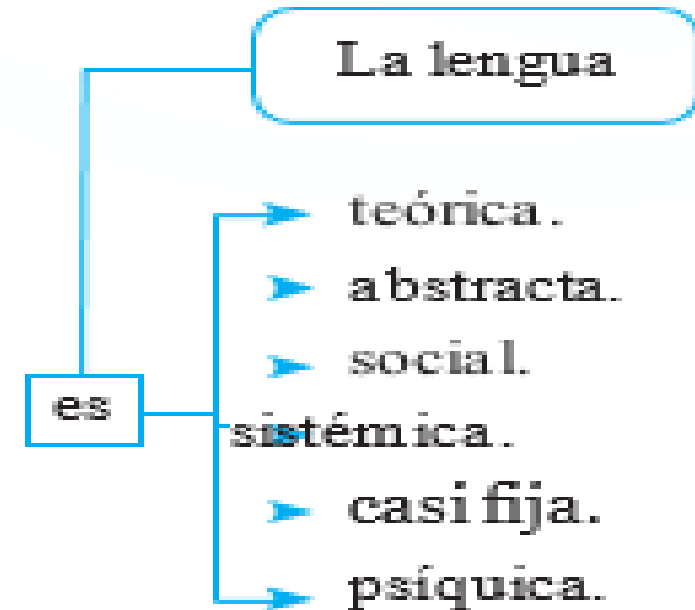 La lengua
es
teórica.
abstracta.
social.
sistémica.
casi fija.
psíquica.